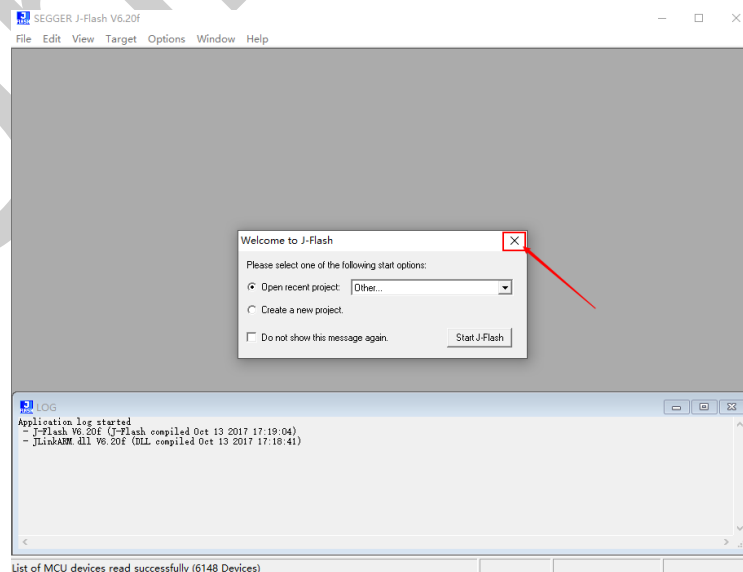 SEGGER J-Flash V6.20f
File Edit View Target Options Window Help
Welcome to J-Flash
Please select one of the following start options:
Open recent project: Other...
Create a new project.
Do not show this message again. Start J-Flash
LOG
Application log started
- J-Flash V6.20f (J-Flash compiled Oct 13 2017 17:19:04)
- JLinkARM.dll V6.20f (DLL compiled Oct 13 2017 17:18:41)
List of MCU devices read successfully (6148 Devices)